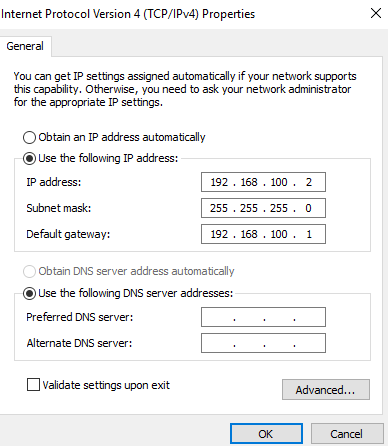 Internet Protocol Version 4 (TCP/IPv4) Properties
General
You can get IP settings assigned automatically if your network supports
this capability. Otherwise, you need to ask your network administrator
for the appropriate IP settings.
Obtain an IP address automatically
Use the following IP address:
IP address: 192 . 168 . 100 . 2
Subnet mask: 255 . 255 . 255 . 0
Default gateway: 192 . 168 . 100 . 1
Obtain DNS server address automatically
Use the following DNS server addresses:
Preferred DNS server: . . .
Alternate DNS server: . . .
Validate settings upon exit
Advanced...
OK Cancel